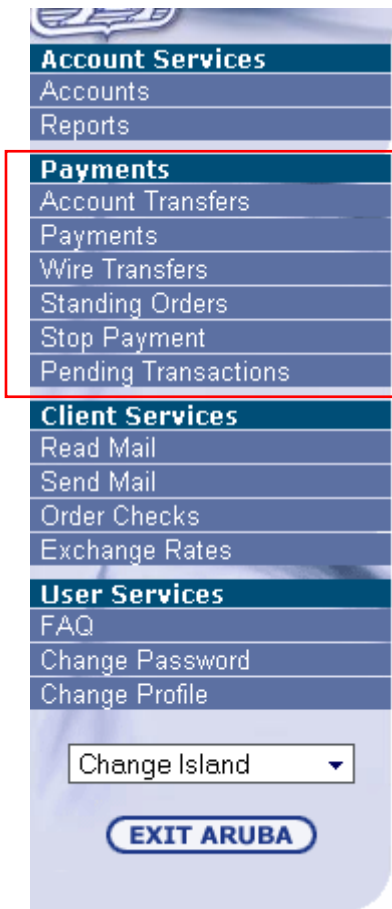 Account Services
Accounts
Reports
Payments
Account Transfers
Payments
Wire Transfers
Standing Orders
Stop Payment
Pending Transactions
Client Services
Read Mail
Send Mail
Order Checks
Exchange Rates
User Services
FAQ
Change Password
Change Profile
Change Island
EXIT ARUBA